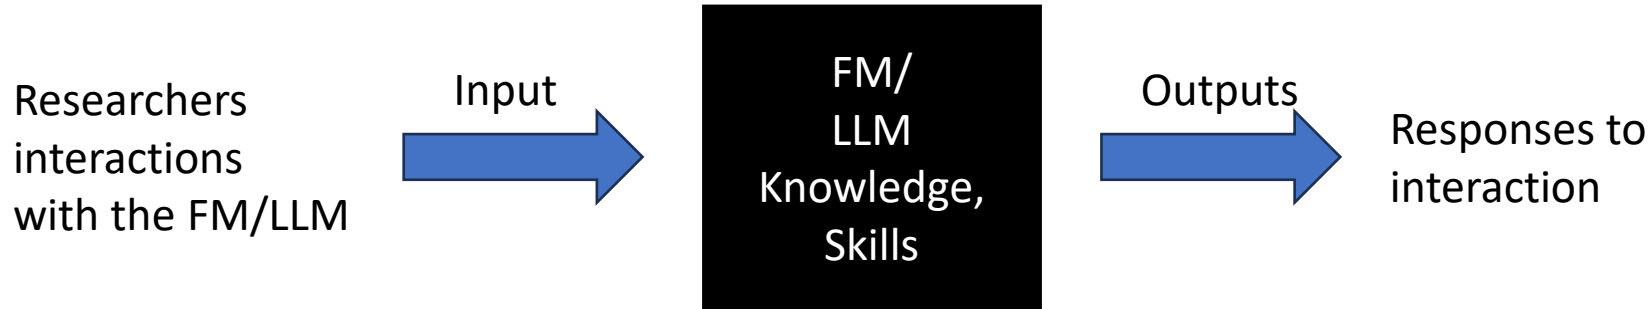 Researchers
interactions
with the FM/LLM
Input
FM/
LLM
Knowledge,
Skills
Outputs
Responses to
interaction